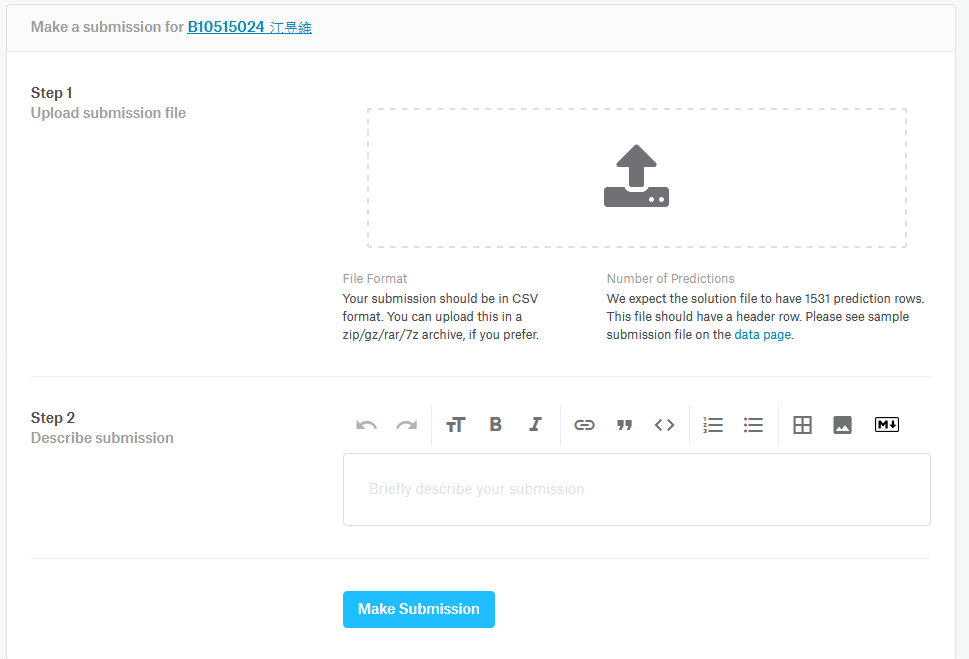 Make a submission for B10515024 江昱維
Step 1
Upload submission file
File Format
Your submission should be in CSV
format. You can upload this in a
zip/gz/rar/7z archive, if you prefer.
Number of Predictions
We expect the solution file to have 1531 prediction rows.
This file should have a header row. Please see sample
submission file on the data page.
Step 2
Describe submission
Briefly describe your submission
Make Submission